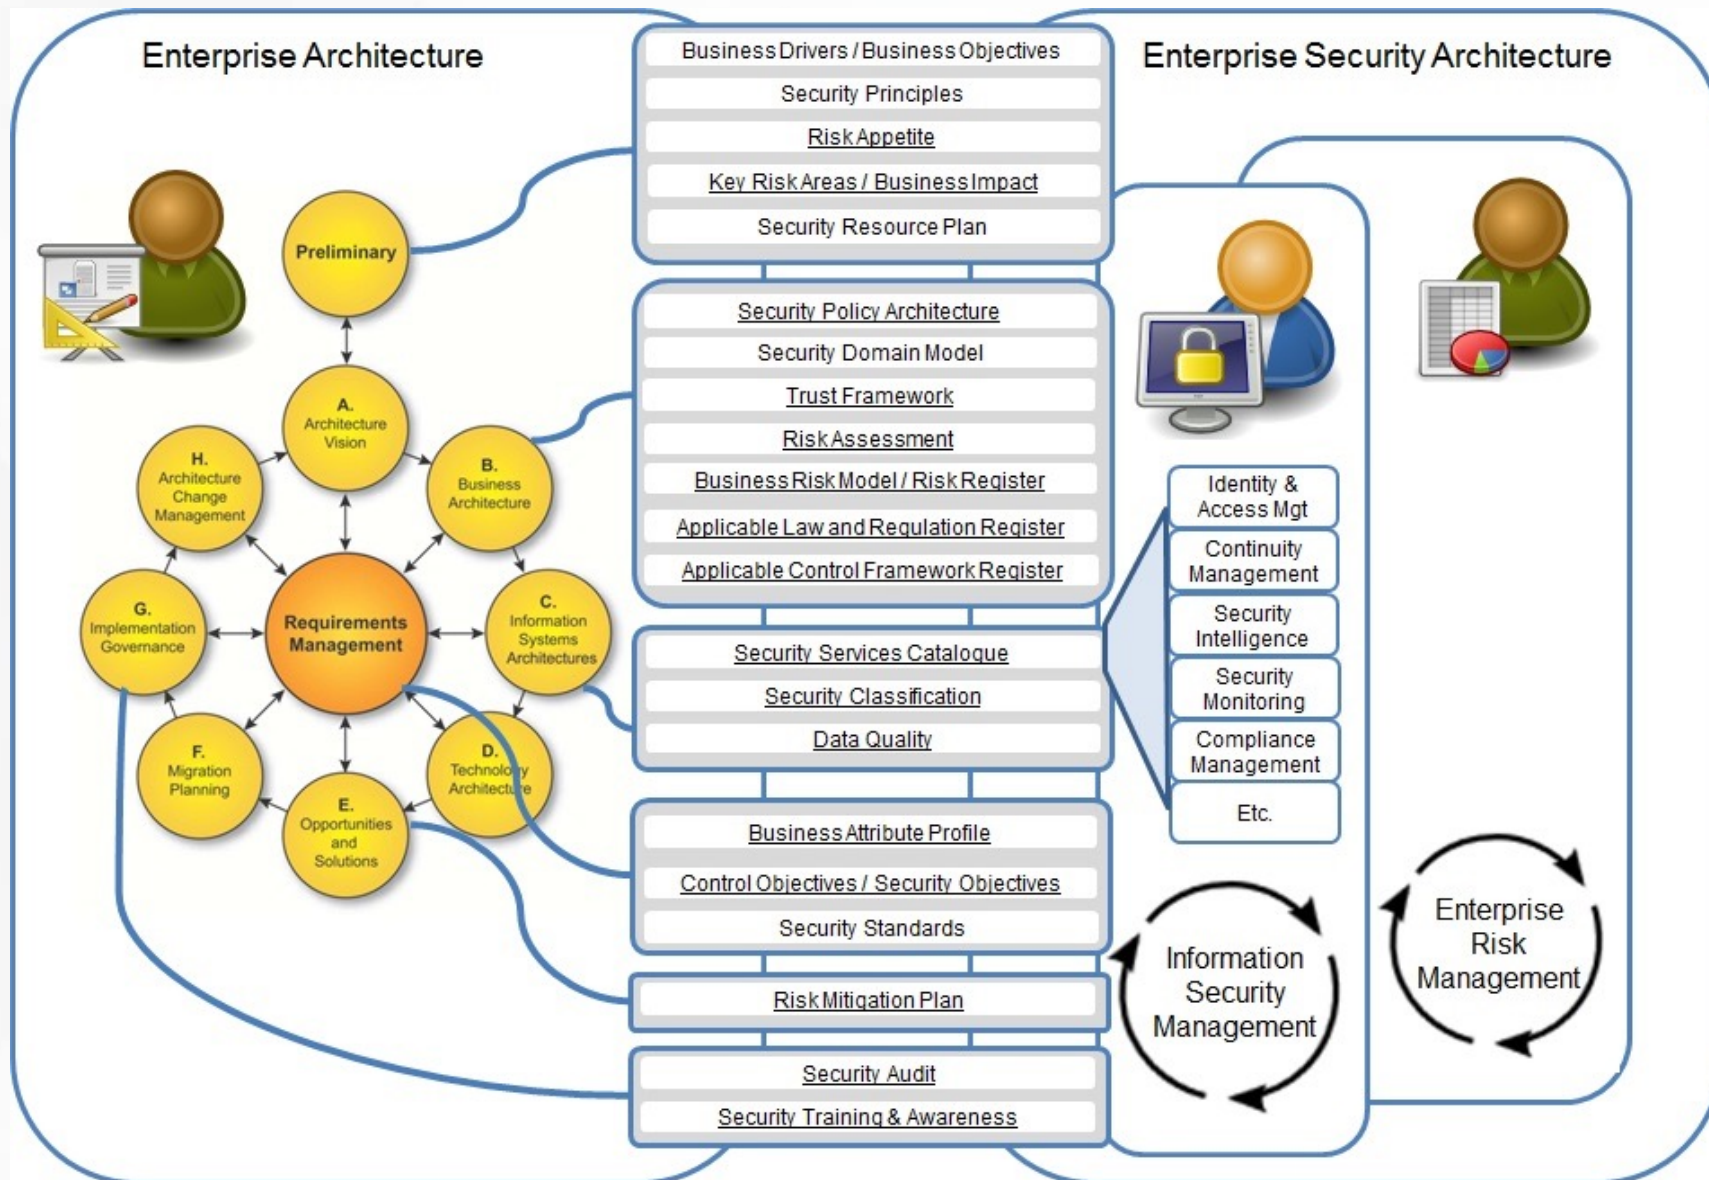 Enterprise Architecture
Enterprise Security Architecture
Business Drivers / Business Objectives
Security Principles
Risk Appetite
Key Risk Areas / Business Impact
Security Resource Plan
Preliminary
A.
Architecture
Vision
B.
Business
Architecture
C.
Information
Systems
Architectures
D.
Technology
Architecture
E.
Opportunities
and
Solutions
F.
Migration
Planning
G.
Implementation
Governance
H.
Architecture
Change
Management
Requirements
Management
Security Policy Architecture
Security Domain Model
Trust Framework
Risk Assessment
Business Risk Model / Risk Register
Applicable Law and Regulation Register
Applicable Control Framework Register
Security Services Catalogue
Security Classification
Data Quality
Business Attribute Profile
Control Objectives / Security Objectives
Security Standards
Risk Mitigation Plan
Security Audit
Security Training & Awareness
Identity &
Access Mgt
Continuity
Management
Security
Intelligence
Security
Monitoring
Compliance
Management
Etc.
Information
Security
Management
Enterprise
Risk
Management